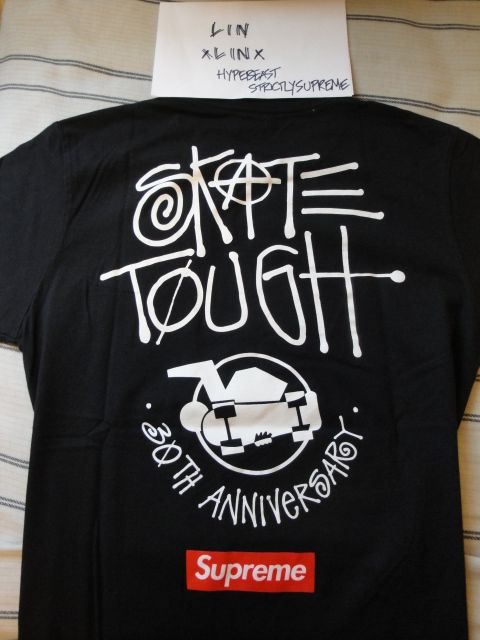 LIN
XLINX
HYPEBEAST
STRICTLYSUPREME
SKATE
TOUGH
· 30TH ANNIVERSARY ·
Supreme